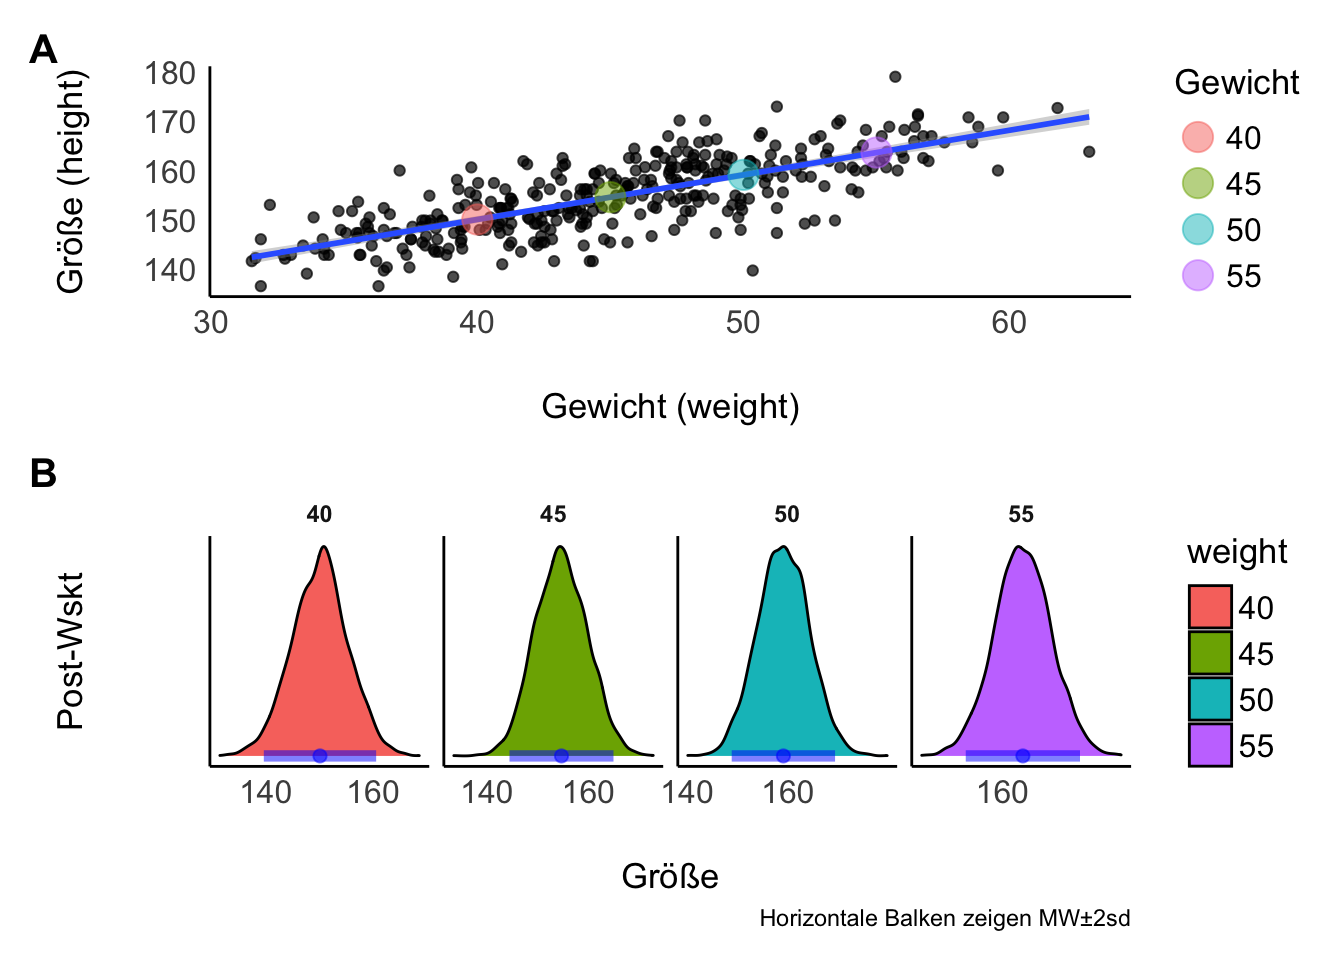 A
Größe (height)
180
170
160
150
140
30 40 50 60
Gewicht (weight)
Gewicht
40
45
50
55
B
40 45 50 55
Post-Wskt
140 160 140 160 140 160 160
Größe
Horizontale Balken zeigen MW±2sd
weight
40
45
50
55